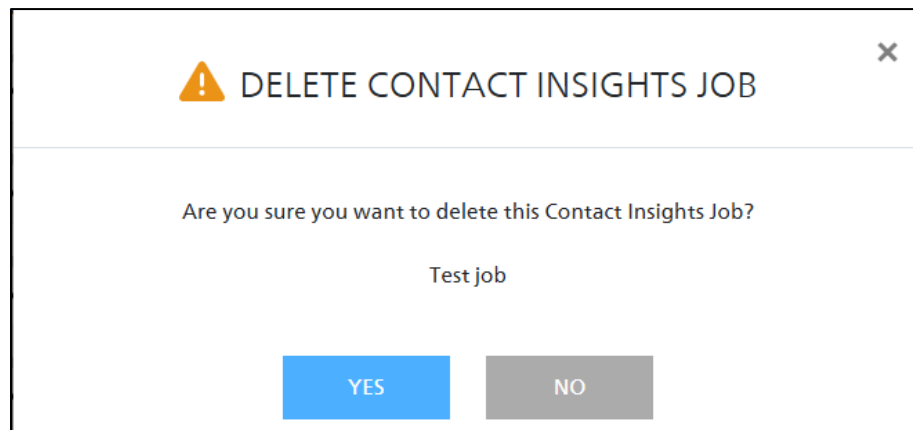 DELETE CONTACT INSIGHTS JOB
Are you sure you want to delete this Contact Insights Job?
Test job
YES
NO